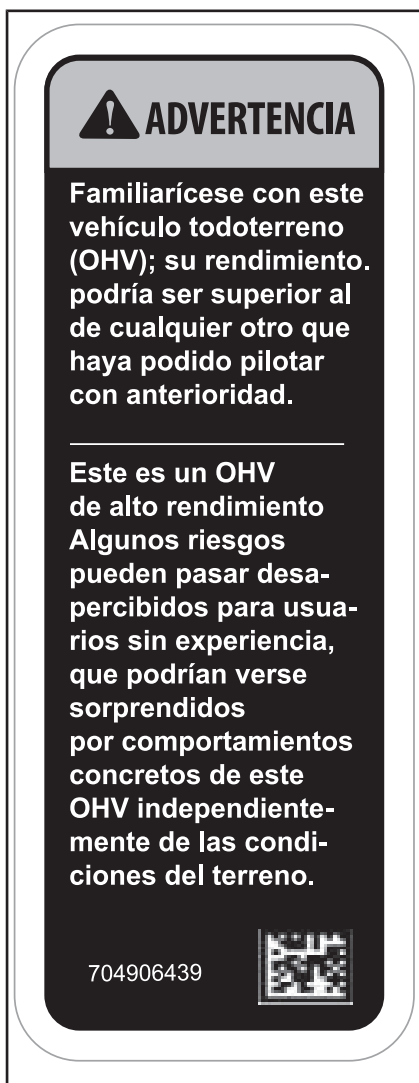 ADVERTENCIA
Familiarícese con este
vehículo todoterreno
(OHV); su rendimiento.
podría ser superior al
de cualquier otro que
haya podido pilotar
con anterioridad.
Este es un OHV
de alto rendimiento
Algunos riesgos
pueden pasar desa-
percibidos para usua-
rios sin experiencia,
que podrían verse
sorprendidos
por comportamientos
concretos de este
OHV independiente-
mente de las condi-
ciones del terreno.
704906439